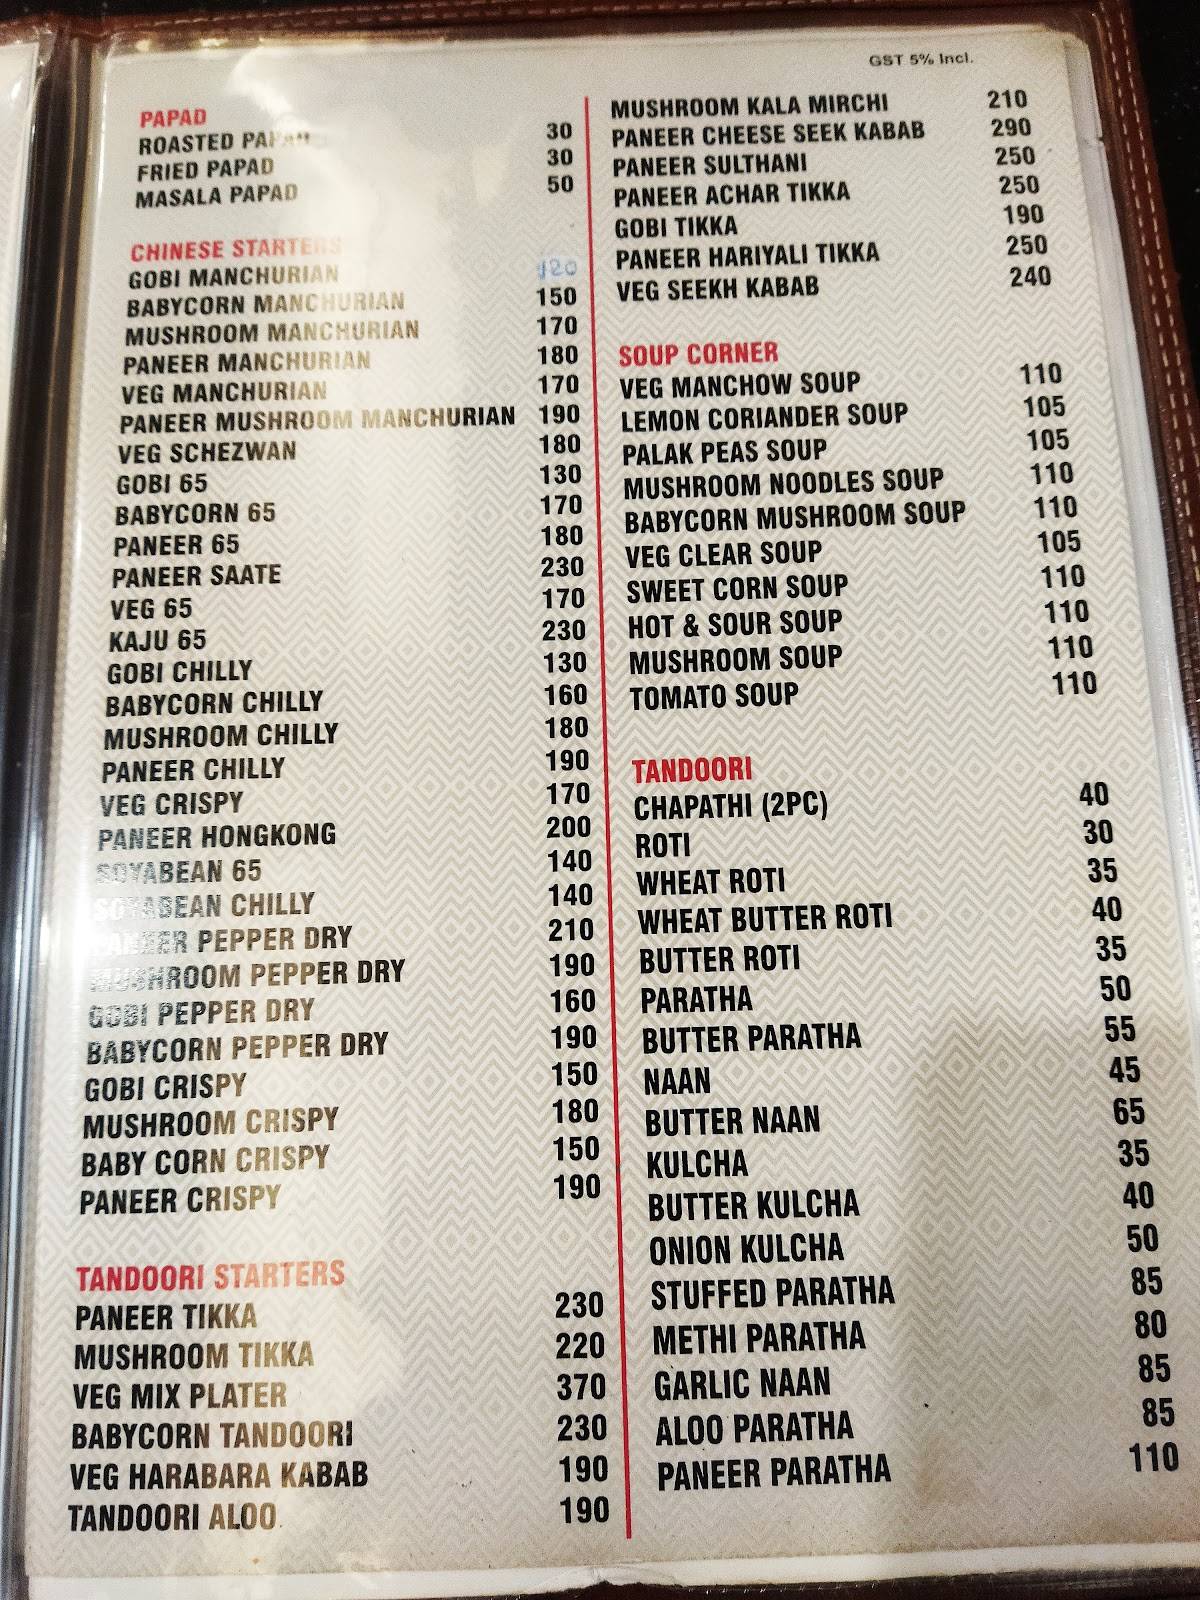 GST 5% Incl.
PAPAD
ROASTED PAPAD 30
FRIED PAPAD 30
MASALA PAPAD 50
CHINESE STARTERS
GOBI MANCHURIAN 120
BABYCORN MANCHURIAN 150
MUSHROOM MANCHURIAN 170
PANEER MANCHURIAN 180
VEG MANCHURIAN 170
PANEER MUSHROOM MANCHURIAN 190
VEG SCHEZWAN 180
GOBI 65 130
BABYCORN 65 170
PANEER 65 180
PANEER SAATE 230
VEG 65 170
KAJU 65 230
GOBI CHILLY 130
BABYCORN CHILLY 160
MUSHROOM CHILLY 180
PANEER CHILLY 190
VEG CRISPY 170
PANEER HONGKONG 200
SOYABEAN 65 140
SOYABEAN CHILLY 140
PANEER PEPPER DRY 210
MUSHROOM PEPPER DRY 190
GOBI PEPPER DRY 160
BABYCORN PEPPER DRY 190
GOBI CRISPY 150
MUSHROOM CRISPY 180
BABY CORN CRISPY 150
PANEER CRISPY 190
TANDOORI STARTERS
PANEER TIKKA 230
MUSHROOM TIKKA 220
VEG MIX PLATER 370
BABYCORN TANDOORI 230
VEG HARABARA KABAB 190
TANDOORI ALOO 190
MUSHROOM KALA MIRCHI 210
PANEER CHEESE SEEK KABAB 290
PANEER SULTHANI 250
PANEER ACHAR TIKKA 250
GOBI TIKKA 190
PANEER HARIYALI TIKKA 250
VEG SEEKH KABAB 240
SOUP CORNER
VEG MANCHOW SOUP 110
LEMON CORIANDER SOUP 105
PALAK PEAS SOUP 105
MUSHROOM NOODLES SOUP 110
BABYCORN MUSHROOM SOUP 110
VEG CLEAR SOUP 105
SWEET CORN SOUP 110
HOT & SOUR SOUP 110
MUSHROOM SOUP 110
TOMATO SOUP 110
TANDOORI
CHAPATHI (2PC) 40
ROTI 30
WHEAT ROTI 35
WHEAT BUTTER ROTI 40
BUTTER ROTI 35
PARATHA 50
BUTTER PARATHA 55
NAAN 45
BUTTER NAAN 65
KULCHA 35
BUTTER KULCHA 40
ONION KULCHA 50
STUFFED PARATHA 85
METHI PARATHA 80
GARLIC NAAN 85
ALOO PARATHA 85
PANEER PARATHA 110